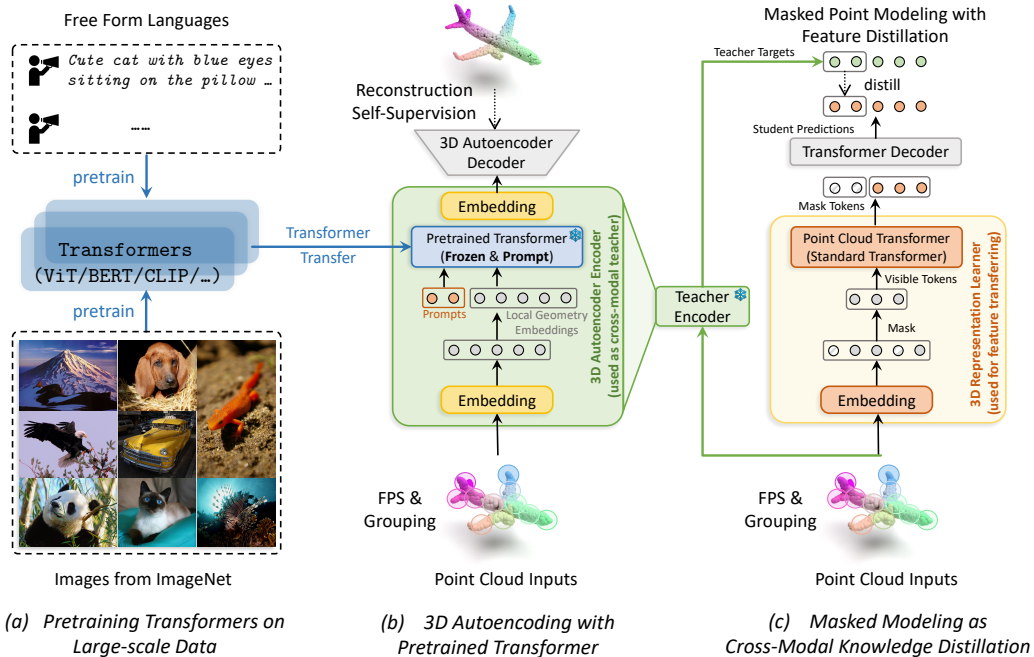 Free Form Languages
Cute cat with blue eyes
sitting on the pillow …
……
pretrain
Transformers
(ViT/BERT/CLIP/…)
pretrain
Images from ImageNet
(a) Pretraining Transformers on
Large-scale Data
Transformer
Transfer
Reconstruction
Self-Supervision
3D Autoencoder
Decoder
Embedding
Pretrained Transformer
(Frozen & Prompt)
Prompts
Local Geometry
Embeddings
Embedding
3D Autoencoder Encoder
(used as cross-modal teacher)
FPS &
Grouping
Point Cloud Inputs
(b) 3D Autoencoding with
Pretrained Transformer
Teacher
Encoder
Masked Point Modeling with
Feature Distillation
Teacher Targets
distill
Student Predictions
Transformer Decoder
Mask Tokens
Point Cloud Transformer
(Standard Transformer)
Visible Tokens
Mask
Embedding
3D Representation Learner
(used for feature transferring)
FPS &
Grouping
Point Cloud Inputs
(c) Masked Modeling as
Cross-Modal Knowledge Distillation